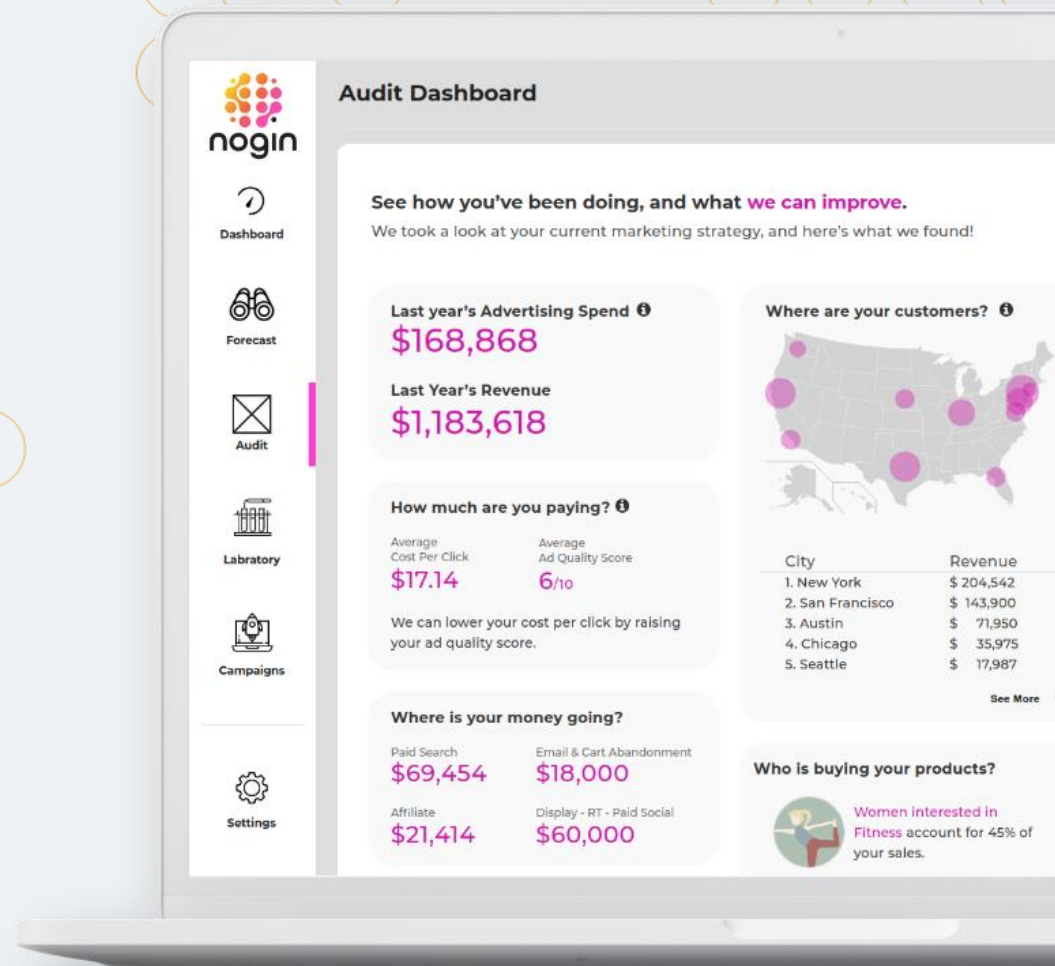 nogin
Dashboard
Forecast
Audit
Labratory
Campaigns
Settings
Audit Dashboard
See how you've been doing, and what we can improve.
We took a look at your current marketing strategy, and here's what we found!
Last year's Advertising Spend
$168,868
Last Year's Revenue
$1,183,618
How much are you paying?
Average Average
Cost Per Click Ad Quality Score
$17.14 6/10
We can lower your cost per click by raising
your ad quality score.
Where is your money going?
Paid Search Email & Cart Abandonment
$69,454 $18,000
Affiliate Display - RT - Paid Social
$21,414 $60,000
Where are your customers?
City Revenue
1. New York $ 204,542
2. San Francisco $ 143,900
3. Austin $ 71,950
4. Chicago $ 35,975
5. Seattle $ 17,987
See More
Who is buying your products?
Women interested in
Fitness account for 45% of
your sales.